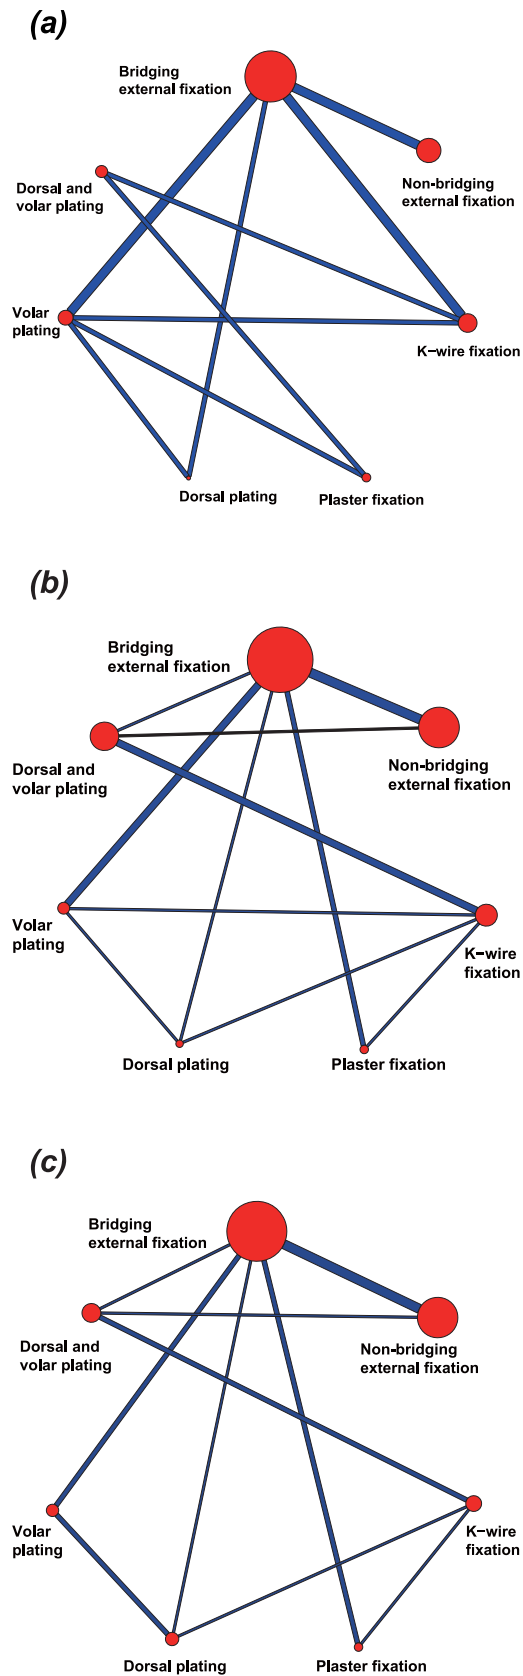 (a)
Bridging
external fixation
Dorsal and
volar plating
Non-bridging
external fixation
Volar
plating
K−wire fixation
Dorsal plating
Plaster fixation
(b)
Bridging
external fixation
Dorsal and
volar plating
Non-bridging
external fixation
Volar
plating
K−wire
fixation
Dorsal plating
Plaster fixation
(c)
Bridging
external fixation
Dorsal and
volar plating
Non-bridging
external fixation
Volar
plating
K−wire
fixation
Dorsal plating
Plaster fixation